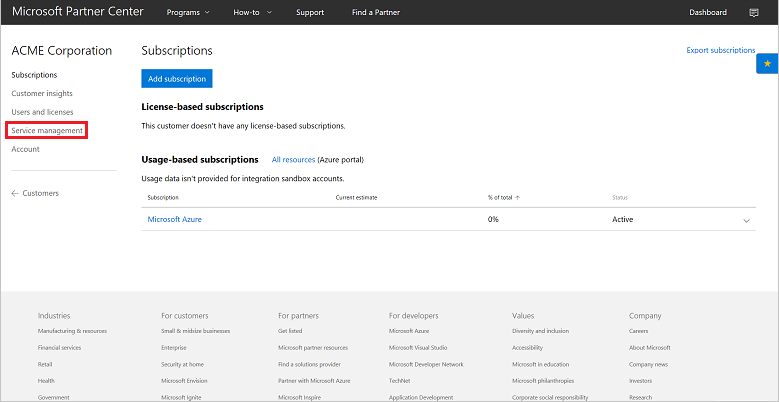 Microsoft Partner Center Programs How-to Support Find a Partner Dashboard
ACME Corporation
Subscriptions
Customer insights
Users and licenses
Service management
Account
← Customers
Subscriptions
Export subscriptions
Add subscription
License-based subscriptions
This customer doesn't have any license-based subscriptions.
Usage-based subscriptions All resources (Azure portal)
Usage data isn't provided for integration sandbox accounts.
Subscription Current estimate % of total ↑ Status
Microsoft Azure 0% Active
Industries For customers For partners For developers Values Company
Manufacturing & resources Small & midsize businesses Get listed Microsoft Azure Diversity and inclusion Careers
Financial services Enterprise Microsoft partner resources Microsoft Visual Studio Accessibility About Microsoft
Retail Security at home Find a solutions provider Microsoft Developer Network Microsoft in education Company news
Health Microsoft Envision Partner with Microsoft Azure TechNet Microsoft philanthropies Investors
Government Microsoft Ignite Microsoft Inspire Application Development Corporate social responsibility Research